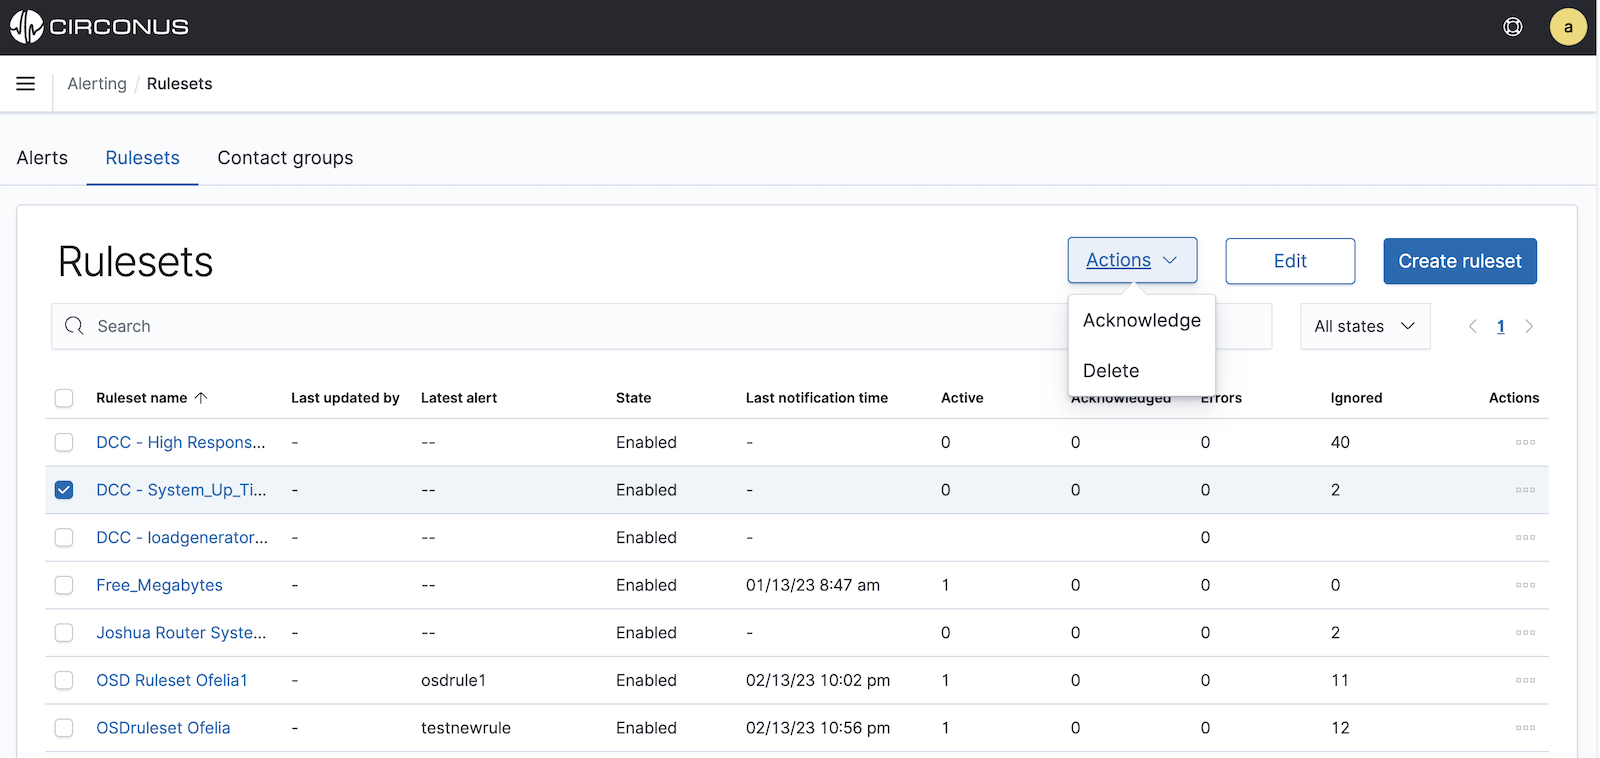 CIRCONUS
a
Alerting / Rulesets
Alerts Rulesets Contact groups
Rulesets
Actions Edit Create ruleset
Acknowledge
Delete
Search All states 1
Ruleset name Last updated by Latest alert State Last notification time Active Acknowledged Errors Ignored Actions
DCC - High Respons... - -- Enabled - 0 0 0 40
DCC - System_Up_Ti... - -- Enabled - 0 0 0 2
DCC - loadgenerator... - -- Enabled - 0
Free_Megabytes - -- Enabled 01/13/23 8:47 am 1 0 0 0
Joshua Router Syste... - -- Enabled - 0 0 0 2
OSD Ruleset Ofelia1 - osdrule1 Enabled 02/13/23 10:02 pm 1 0 0 11
OSDruleset Ofelia - testnewrule Enabled 02/13/23 10:56 pm 1 0 0 12